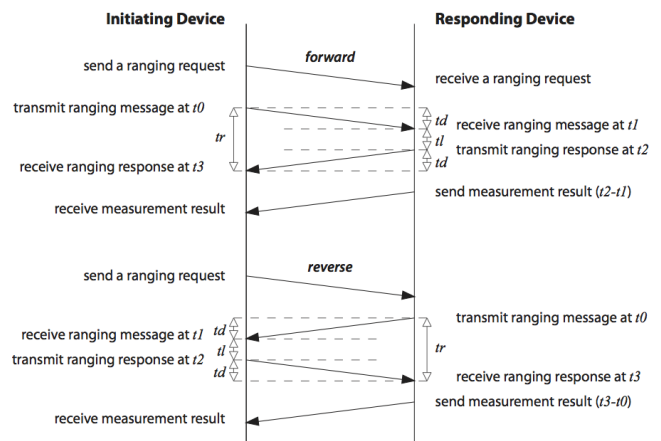 Initiating Device
Responding Device
forward
send a ranging request
receive a ranging request
transmit ranging message at t0
td
receive ranging message at t1
tr
tl
transmit ranging response at t2
receive ranging response at t3
td
send measurement result (t2-t1)
receive measurement result
send a ranging request
reverse
transmit ranging message at t0
receive ranging message at t1
td
tl
tr
transmit ranging response at t2
td
receive ranging response at t3
send measurement result (t3-t0)
receive measurement result